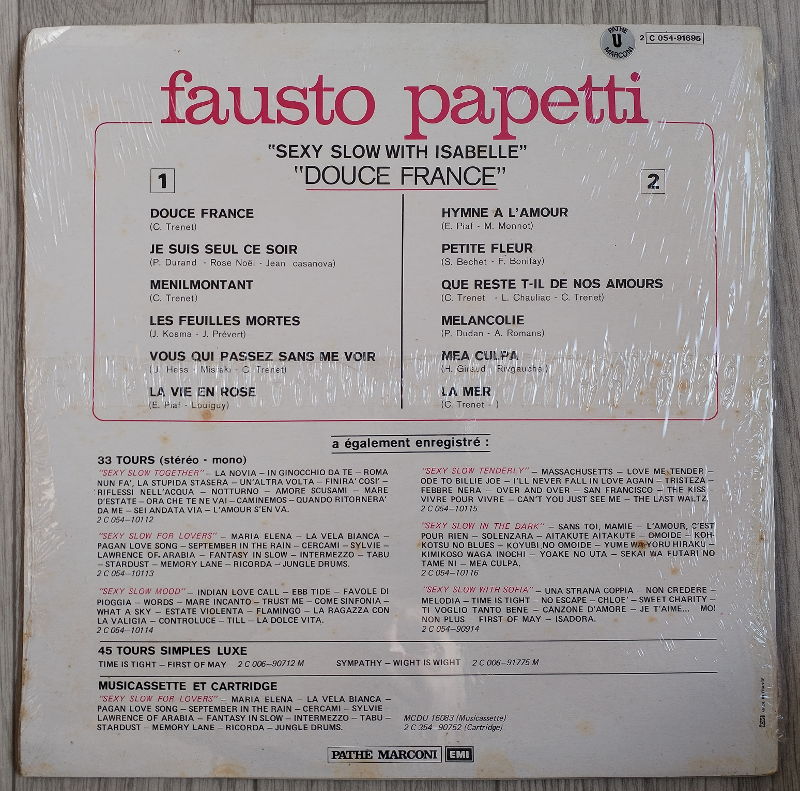 PATHE U MARCONI
2 C 054-91696
fausto papetti
"SEXY SLOW WITH ISABELLE"
"DOUCE FRANCE"
1
DOUCE FRANCE
(C. Trenet)
JE SUIS SEUL CE SOIR
(P. Durand - Rose Noël - Jean casanova)
MENILMONTANT
(C. Trenet)
LES FEUILLES MORTES
(J. Kosma - J. Prévert)
VOUS QUI PASSEZ SANS ME VOIR
(J. Hess - Misraki - C. Trenet)
LA VIE EN ROSE
(E. Piaf - Louiguy)
2
HYMNE A L'AMOUR
(E. Piaf - M. Monnot)
PETITE FLEUR
(S. Bechet - F. Bonifay)
QUE RESTE T-IL DE NOS AMOURS
(C. Trenet - L. Chauliac - C. Trenet)
MELANCOLIE
(P. Dudan - A. Romans)
MEA CULPA
(H. Giraud - Rivgauche)
LA MER
(C. Trenet - )
a également enregistré :
33 TOURS (stéréo - mono)
"SEXY SLOW TOGETHER" – LA NOVIA – IN GINOCCHIO DA TE – ROMA
NUN FA', LA STUPIDA STASERA – UN'ALTRA VOLTA – FINIRA' COSI' –
RIFLESSI NELL'ACQUA – NOTTURNO – AMORE SCUSAMI – MARE
D'ESTATE – ORA CHE TE NE VAI – CAMINEMOS – QUANDO RITORNERA'
DA ME – SEI ANDATA VIA – L'AMOUR S'EN VA.
2 C 054–10112
"SEXY SLOW FOR LOVERS" – MARIA ELENA – LA VELA BIANCA –
PAGAN LOVE SONG – SEPTEMBER IN THE RAIN – CERCAMI – SYLVIE –
LAWRENCE OF ARABIA – FANTASY IN SLOW – INTERMEZZO – TABU
– STARDUST – MEMORY LANE – RICORDA – JUNGLE DRUMS.
2 C 054–10113
"SEXY SLOW MOOD" – INDIAN LOVE CALL – EBB TIDE – FAVOLE DI
PIOGGIA – WORDS – MARE INCANTO – TRUST ME – COME SINFONIA –
WHAT A SKY – ESTATE VIOLENTA – FLAMINGO – LA RAGAZZA CON
LA VALIGIA – CONTROLUCE – TILL – LA DOLCE VITA.
2 C 054–10114
"SEXY SLOW TENDERLY" – MASSACHUSETTS – LOVE ME TENDER –
ODE TO BILLIE JOE – I'LL NEVER FALL IN LOVE AGAIN – TRISTEZA –
FEBBRE NERA – OVER AND OVER – SAN FRANCISCO – THE KISS
VIVRE POUR VIVRE – CAN'T YOU JUST SEE ME – THE LAST WALTZ.
2 C 054–10115
"SEXY SLOW IN THE DARK" – SANS TOI, MAMIE – L'AMOUR, C'EST
POUR RIEN – SOLENZARA – AITAKUTE AITAKUTE – OMOIDE – KOH-
KOTSU NO BLUES – KOYUBI NO OMOIDE – YUME WA YORU HIRAKU –
KIMIKOSO WAGA INOCHI – YOAKE NO UTA – SEKAI WA FUTARI NO
TAME NI – MEA CULPA.
2 C 054–10116
"SEXY SLOW WITH SOFIA" – UNA STRANA COPPIA NON CREDERE –
MELODIA – TIME IS TIGHT – NO ESCAPE – CHLOE' – SWEET CHARITY –
TI VOGLIO TANTO BENE – CANZONE D'AMORE – JE T'AIME... MOI
NON PLUS FIRST OF MAY – ISADORA.
2 C 054–90914
45 TOURS SIMPLES LUXE
TIME IS TIGHT – FIRST OF MAY 2 C 006–90712 M SYMPATHY – WIGHT IS WIGHT 2 C 006–91775 M
MUSICASSETTE ET CARTRIDGE
"SEXY SLOW FOR LOVERS" – MARIA ELENA – LA VELA BIANCA –
PAGAN LOVE SONG – SEPTEMBER IN THE RAIN – CERCAMI – SYLVIE
LAWRENCE OF ARABIA – FANTASY IN SLOW – INTERMEZZO – TABU –
STARDUST – MEMORY LANE – RICORDA – JUNGLE DRUMS.
MCDU 16083 (Musicassette)
2 C 354 90752 (Cartridge)
PATHE MARCONI EMI